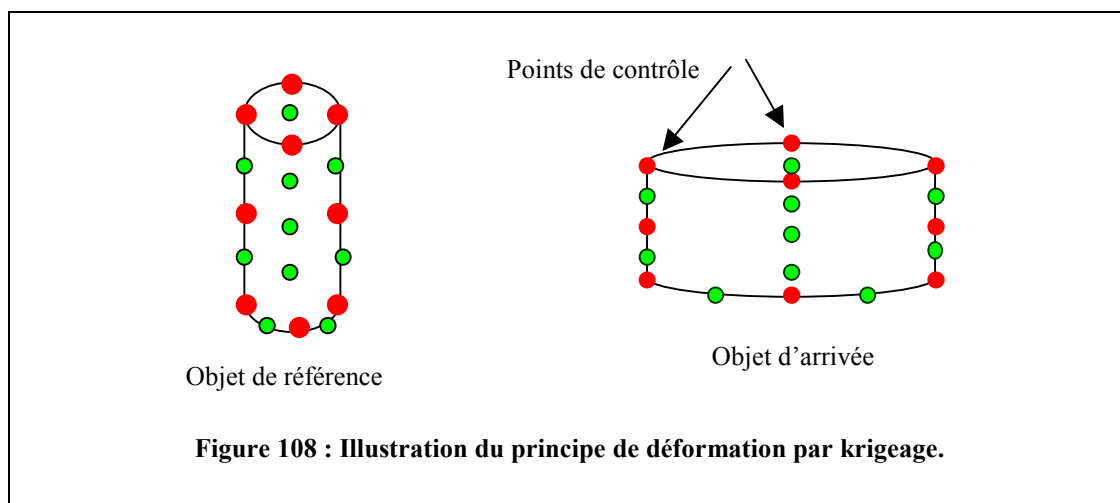 Points de contrôle
Objet d’arrivée
Objet de référence
Figure 108 : Illustration du principe de déformation par krigeage.